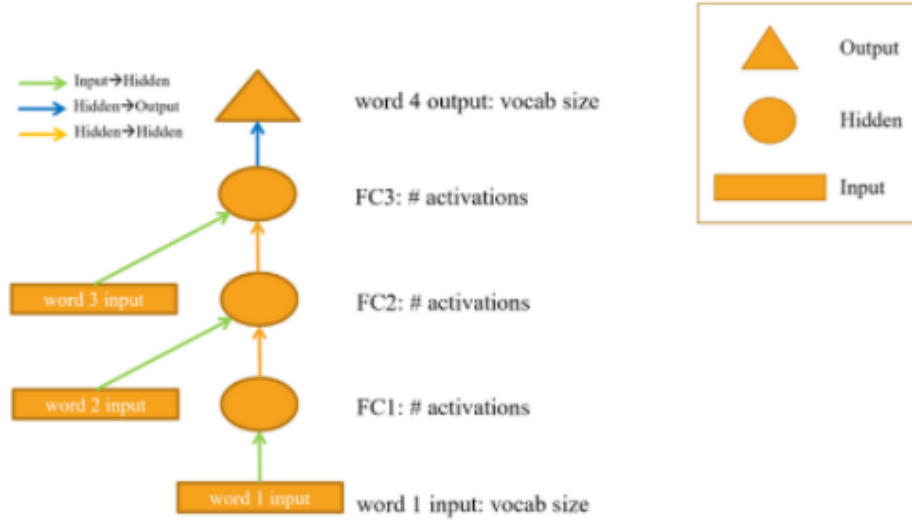 Input→Hidden
Hidden→Output
Hidden→Hidden
word 4 output: vocab size
FC3: # activations
word 3 input
FC2: # activations
word 2 input
FC1: # activations
word 1 input
word 1 input: vocab size
Output
Hidden
Input